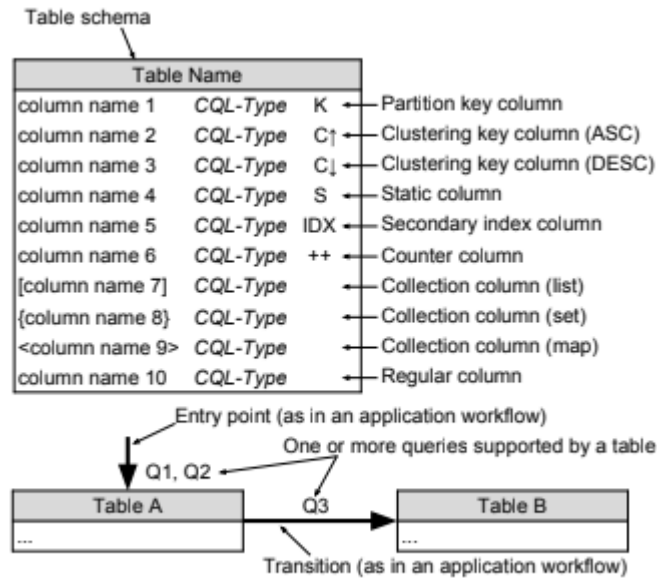 Table schema
Table Name
column name 1 CQL-Type K Partition key column
column name 2 CQL-Type C↑ Clustering key column (ASC)
column name 3 CQL-Type C↓ Clustering key column (DESC)
column name 4 CQL-Type S Static column
column name 5 CQL-Type IDX Secondary index column
column name 6 CQL-Type ++ Counter column
[column name 7] CQL-Type Collection column (list)
{column name 8} CQL-Type Collection column (set)
<column name 9> CQL-Type Collection column (map)
column name 10 CQL-Type Regular column
Entry point (as in an application workflow)
One or more queries supported by a table
Q1, Q2
Table A Q3 Table B
... ...
Transition (as in an application workflow)